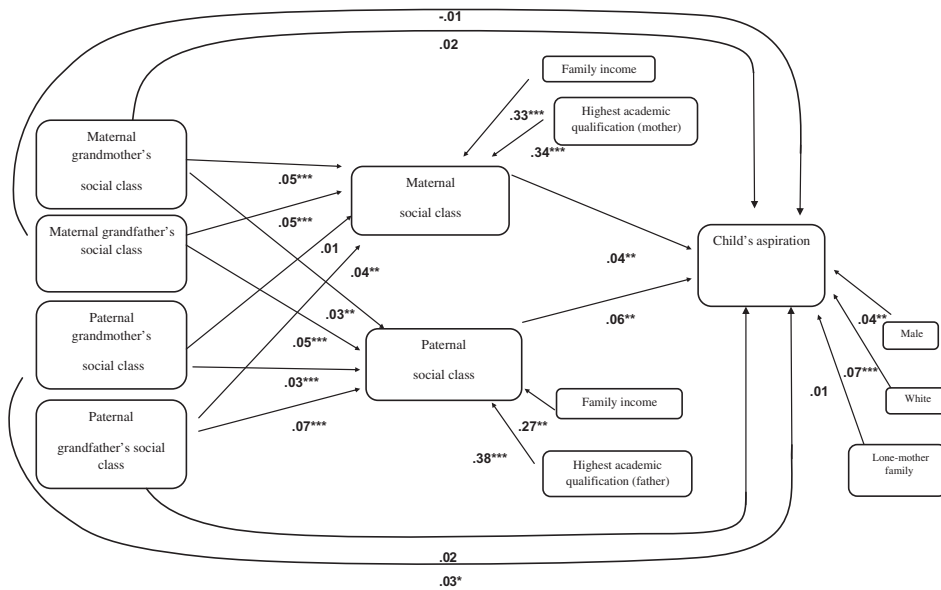 -.01
.02
Family income
.33***
Highest academic
qualification (mother)
.34***
Maternal
grandmother's
social class
.05***
Maternal
social class
Maternal grandfather's
social class
.05***
.01
.04**
Child's aspiration
.04**
.03**
.06**
Paternal
grandmother's
social class
.05***
Paternal
social class
.04**
Male
.03***
.07***
White
.01
Family income
.27**
Paternal
grandfather's social
class
.07***
.38***
Highest academic
qualification (father)
Lone-mother
family
.02
.03*